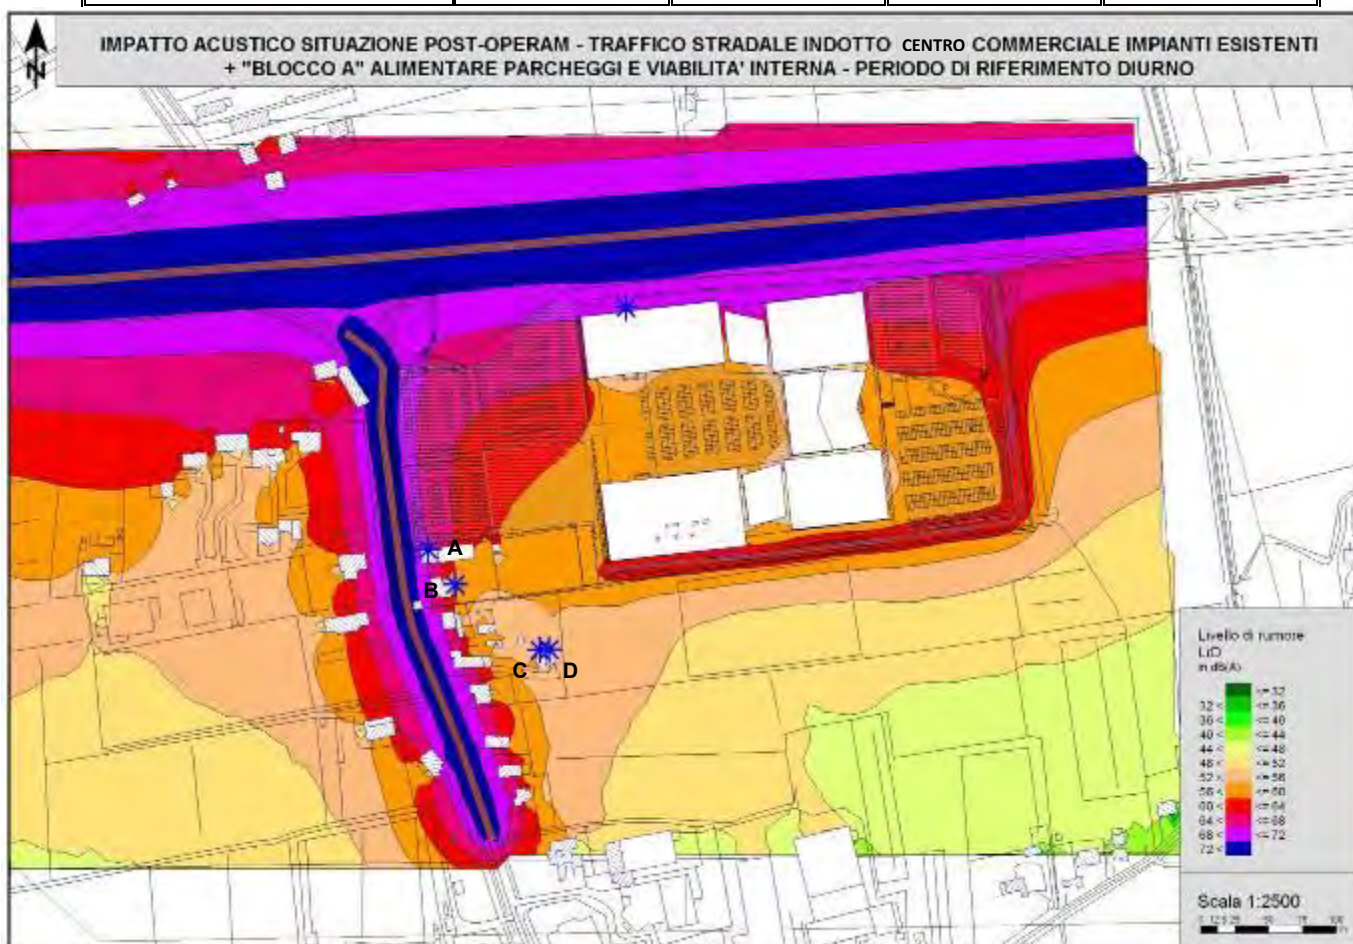 IMPATTO ACUSTICO SITUAZIONE POST-OPERAM - TRAFFICO STRADALE INDOTTO CENTRO COMMERCIALE IMPIANTI ESISTENTI
+ "BLOCCO A" ALIMENTARE PARCHEGGI E VIABILITA' INTERNA - PERIODO DI RIFERIMENTO DIURNO
N
A
B
C D
Livello di rumore
LrD
in dB(A)
<= 32
32 < <= 36
36 < <= 40
40 < <= 44
44 < <= 48
48 < <= 52
52 < <= 56
56 < <= 60
60 < <= 64
64 < <= 68
68 < <= 72
72 <
Scala 1:2500